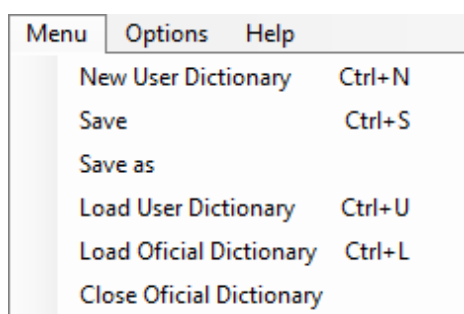 Menu Options Help
New User Dictionary Ctrl+N
Save Ctrl+S
Save as
Load User Dictionary Ctrl+U
Load Oficial Dictionary Ctrl+L
Close Oficial Dictionary